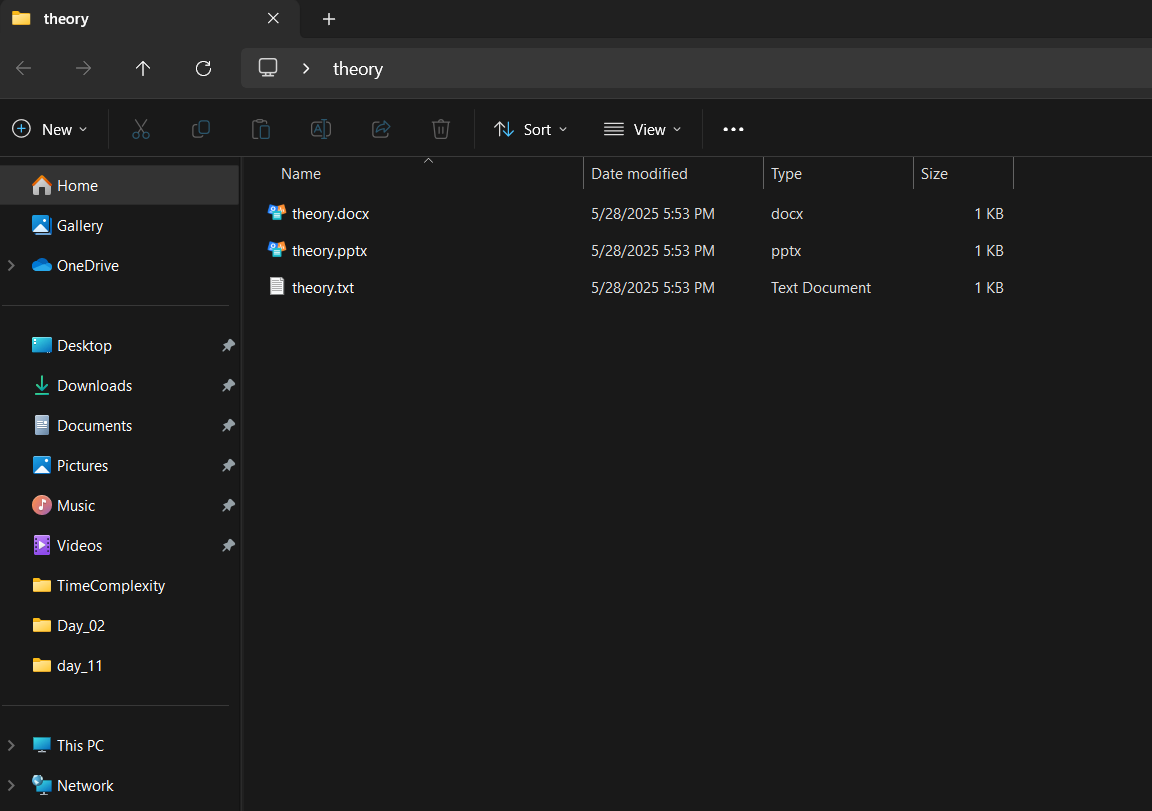 theory
theory
New Sort View
Name Date modified Type Size
theory.docx 5/28/2025 5:53 PM docx 1 KB
theory.pptx 5/28/2025 5:53 PM pptx 1 KB
theory.txt 5/28/2025 5:53 PM Text Document 1 KB
Home
Gallery
OneDrive
Desktop
Downloads
Documents
Pictures
Music
Videos
TimeComplexity
Day_02
day_11
This PC
Network